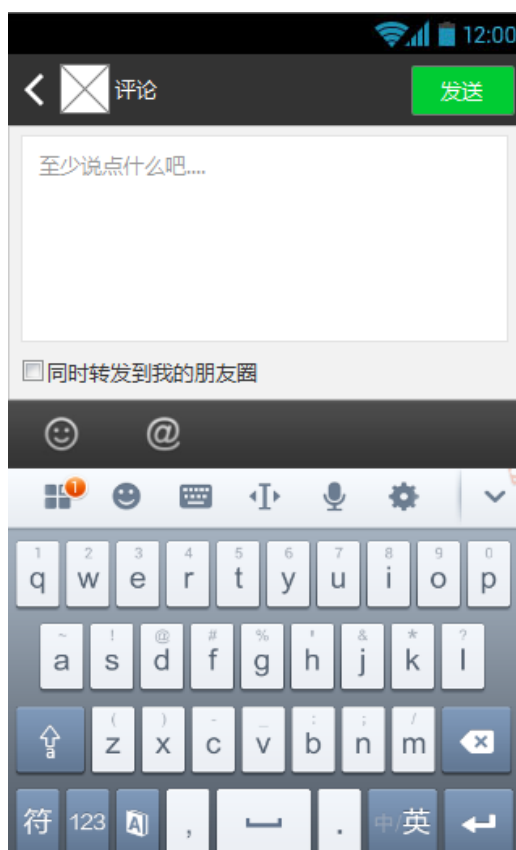 12:00
评论
发送
至少说点什么吧....
同时转发到我的朋友圈
@
1
1 2 3 4 5 6 7 8 9 0
q w e r t y u i o p
~ ! @ # % ' & * ?
a s d f g h j k l
( ) - _ : ; /
a z x c v b n m
符 123 A , . 中/英